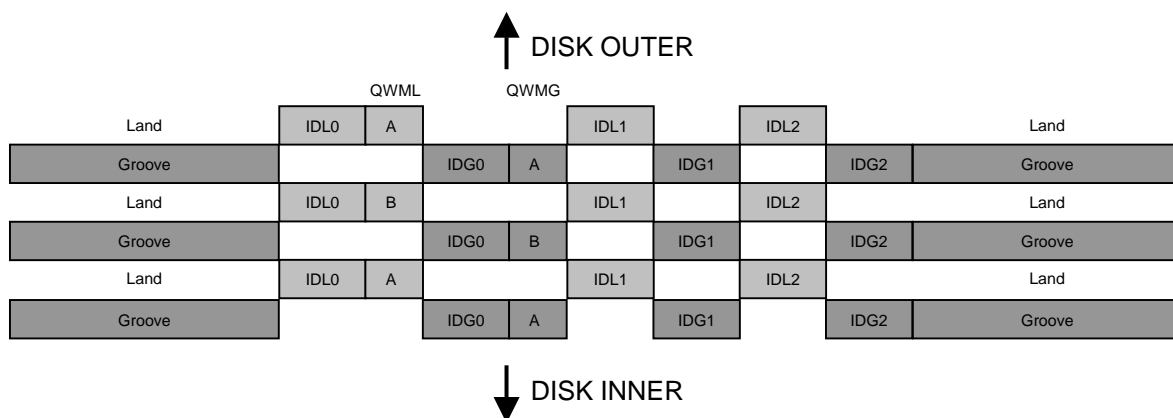 DISK OUTER
QWML QWMG
Land IDL0 A IDL1 IDL2 Land
Groove IDG0 A IDG1 IDG2 Groove
Land IDL0 B IDL1 IDL2 Land
Groove IDG0 B IDG1 IDG2 Groove
Land IDL0 A IDL1 IDL2 Land
Groove IDG0 A IDG1 IDG2 Groove
DISK INNER